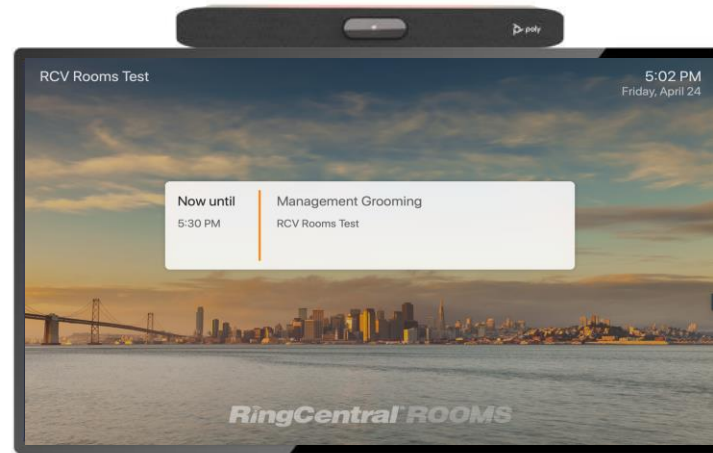 poly
RCV Rooms Test
5:02 PM
Friday, April 24
Now until
Management Grooming
5:30 PM
RCV Rooms Test
RingCentral ROOMS